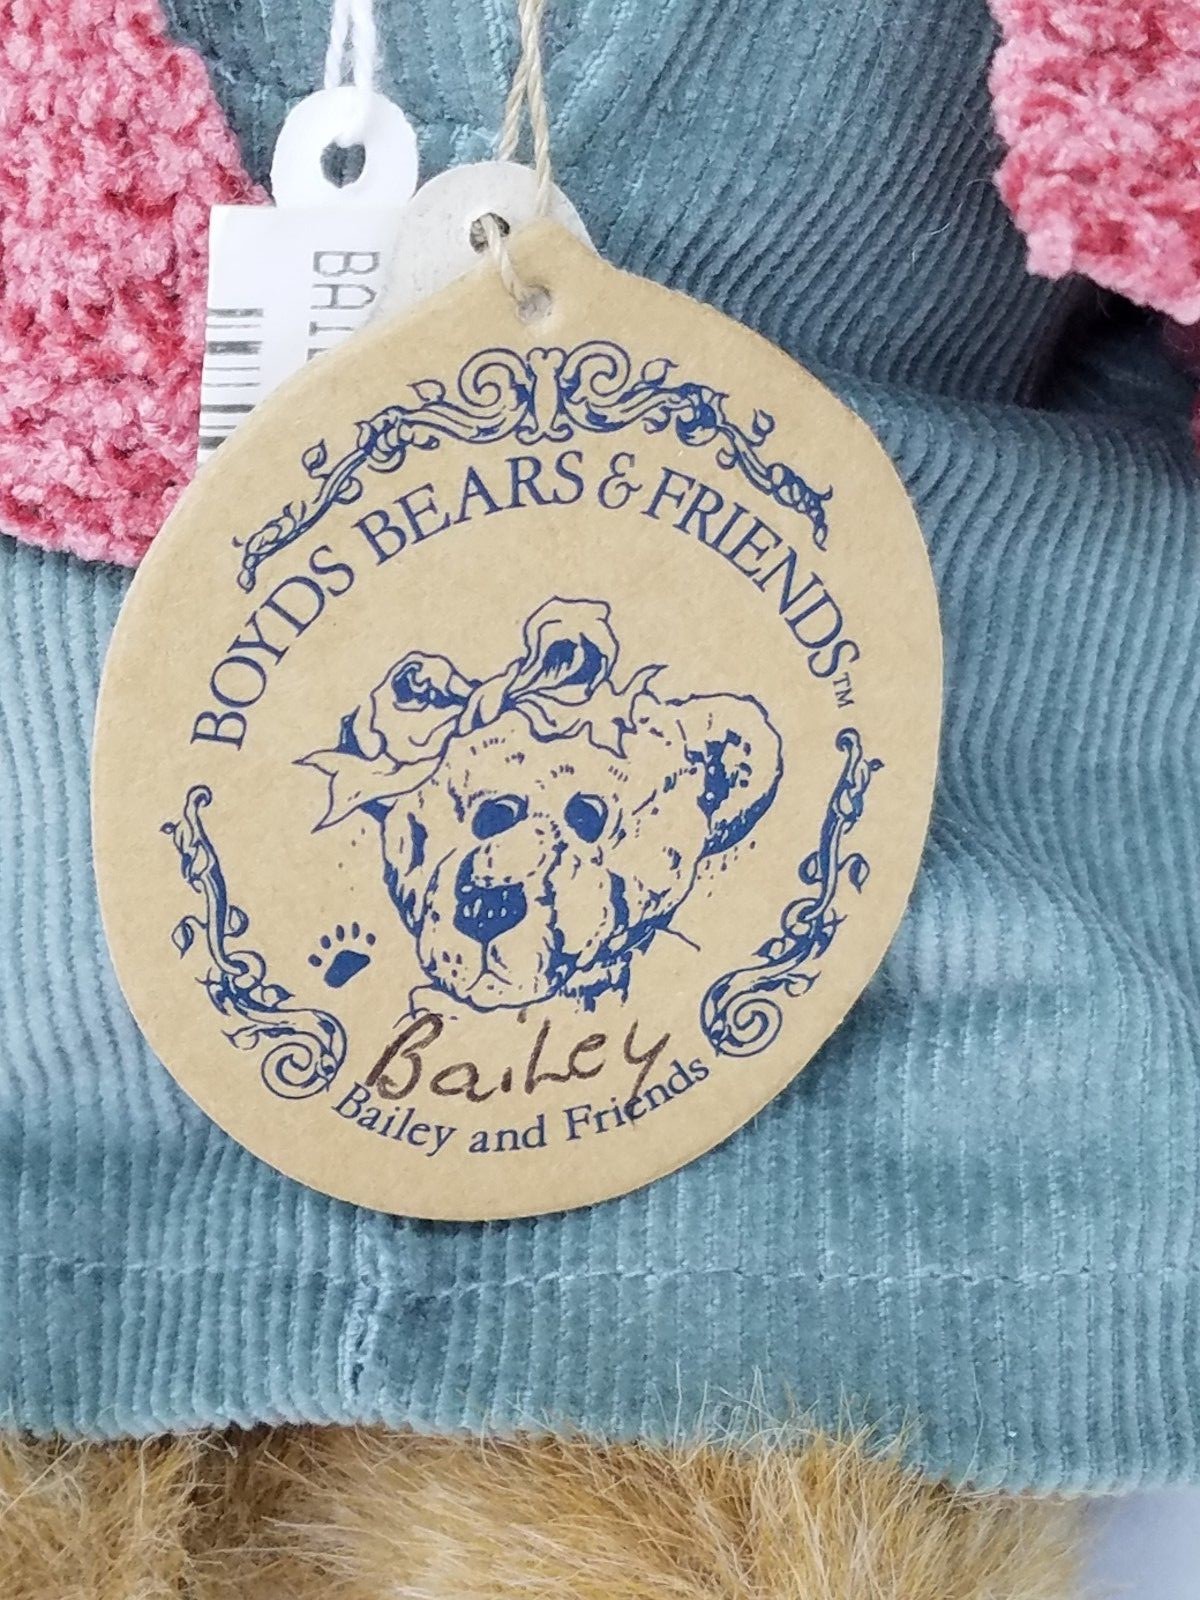 BOYDS BEARS & FRIENDS™
Bailey
Bailey and Friends